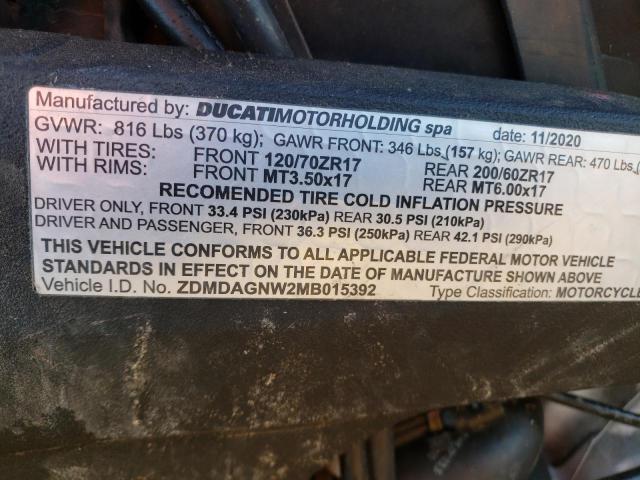 Manufactured by: DUCATIMOTORHOLDING spa date: 11/2020
GVWR: 816 Lbs (370 kg); GAWR FRONT: 346 Lbs (157 kg); GAWR REAR: 470 Lbs
WITH TIRES: FRONT 120/70ZR17 REAR 200/60ZR17
WITH RIMS: FRONT MT3.50x17 REAR MT6.00x17
RECOMENDED TIRE COLD INFLATION PRESSURE
DRIVER ONLY, FRONT 33.4 PSI (230kPa) REAR 30.5 PSI (210kPa)
DRIVER AND PASSENGER, FRONT 36.3 PSI (250kPa) REAR 42.1 PSI (290kPa)
THIS VEHICLE CONFORMS TO ALL APPLICABLE FEDERAL MOTOR VEHICLE
STANDARDS IN EFFECT ON THE DATE OF MANUFACTURE SHOWN ABOVE
Vehicle I.D. No. ZDMDAGNW2MB015392 Type Classification: MOTORCYCLE